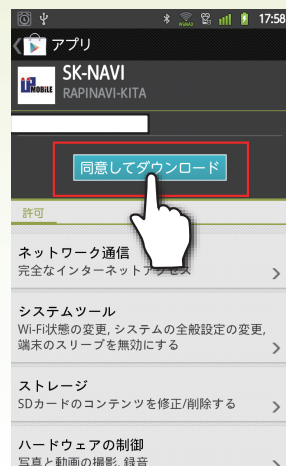 17:58
アプリ
UP MOBILE
SK-NAVI
RAPINAVI-KITA
同意してダウンロード
許可
ネットワーク通信
完全なインターネットアクセス
システムツール
Wi-Fi状態の変更, システムの全般設定の変更,
端末のスリープを無効にする
ストレージ
SDカードのコンテンツを修正/削除する
ハードウェアの制御
写真と動画の撮影, 録音